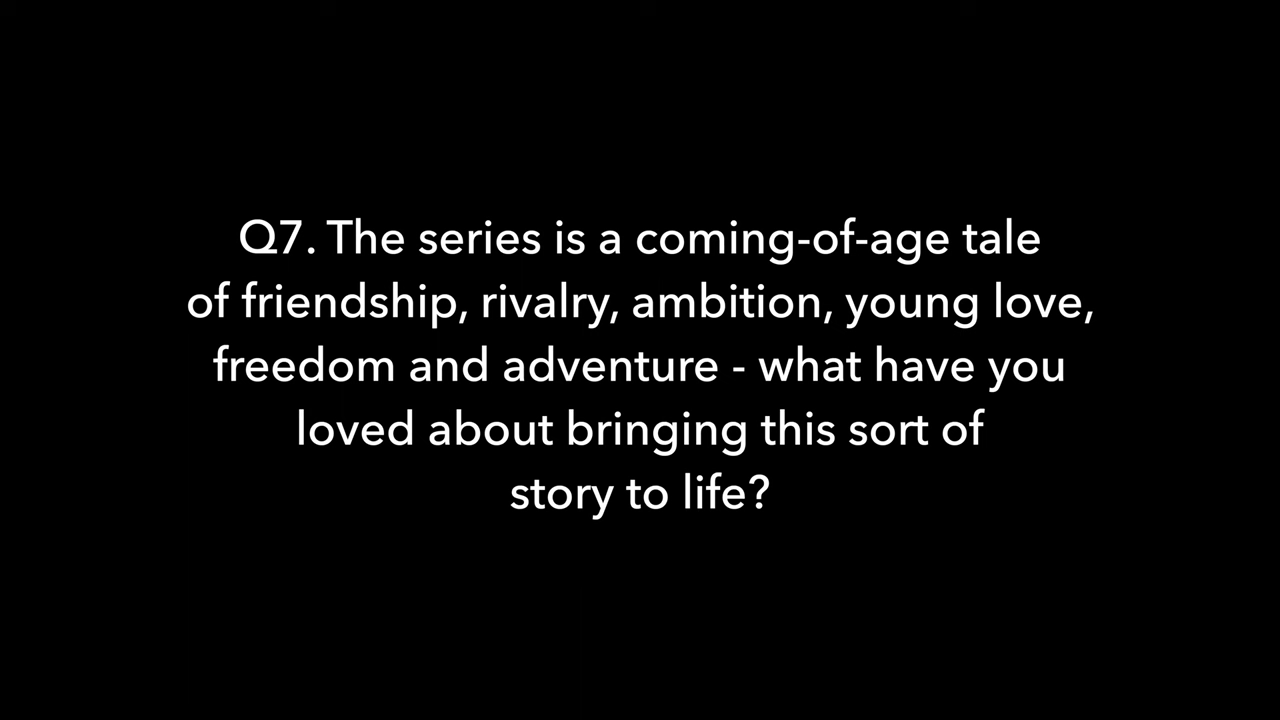 Q7. The series is a coming-of-age tale
of friendship, rivalry, ambition, young love,
freedom and adventure - what have you
loved about bringing this sort of
story to life?